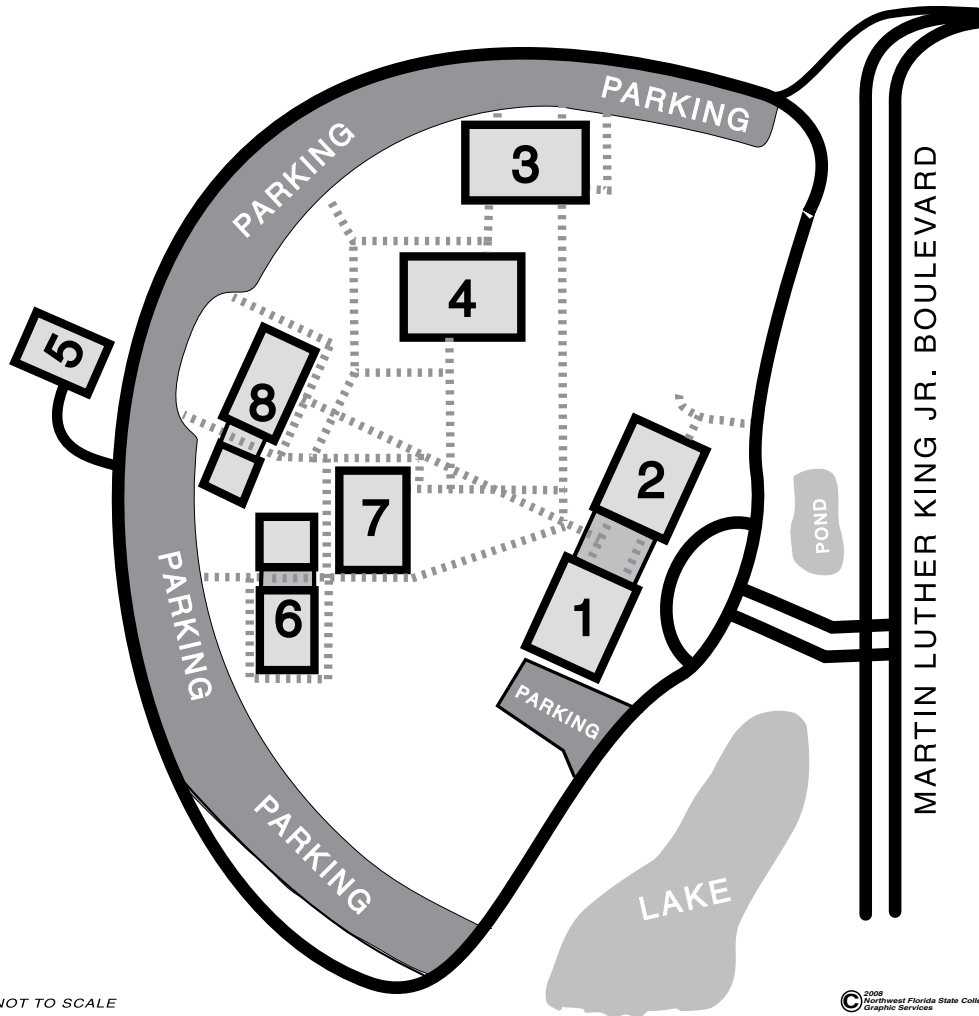 PARKING
PARKING
3
MARTIN LUTHER KING JR. BOULEVARD
4
5
8
2
7
POND
PARKING
6
1
PARKING
PARKING
LAKE
NOT TO SCALE
© 2008
Northwest Florida State Colle
Graphic Services